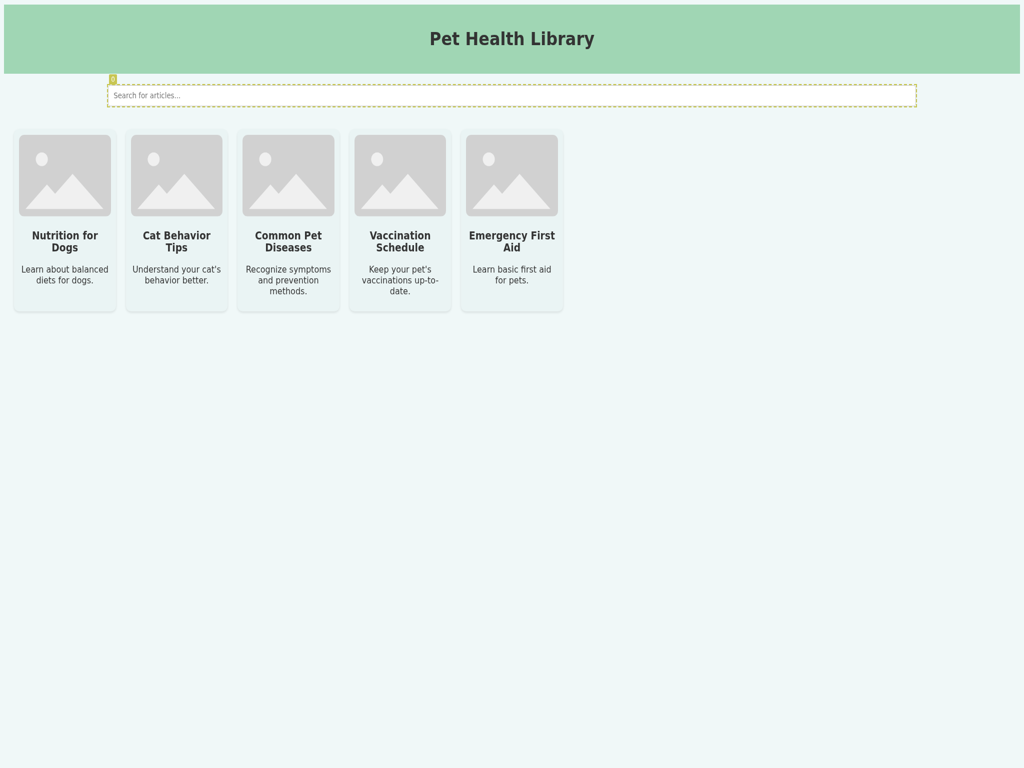 Pet Health Library
0
Search for articles...
Nutrition for
Dogs
Learn about balanced
diets for dogs.
Cat Behavior
Tips
Understand your cat's
behavior better.
Common Pet
Diseases
Recognize symptoms
and prevention
methods.
Vaccination
Schedule
Keep your pet's
vaccinations up-to-
date.
Emergency First
Aid
Learn basic first aid
for pets.